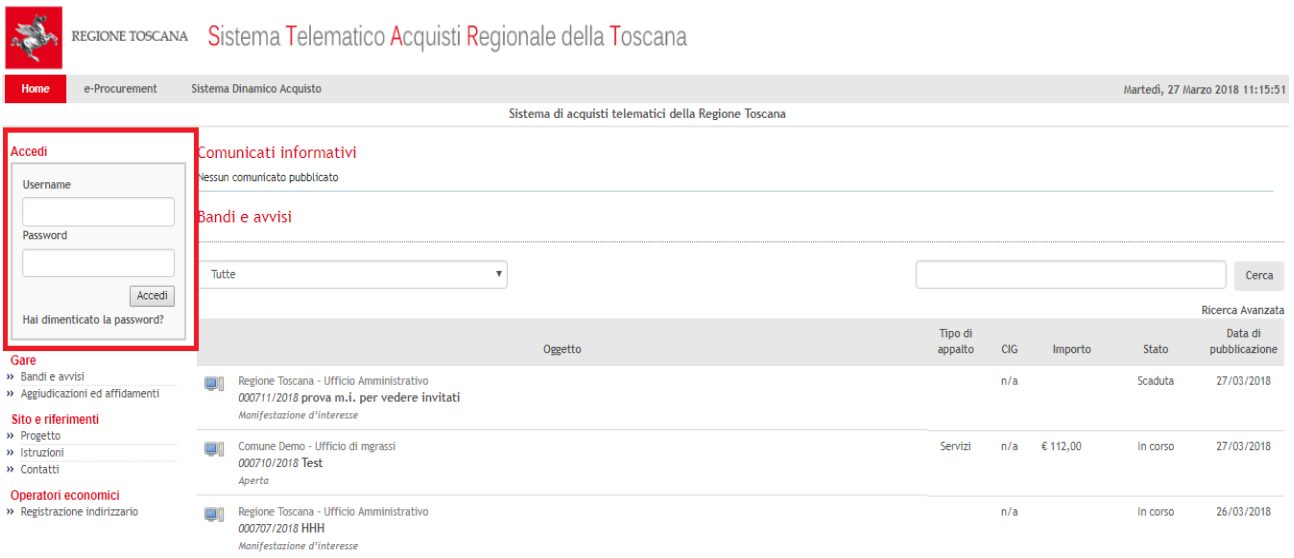 REGIONE TOSCANA Sistema Telematico Acquisti Regionale della Toscana
Home e-Procurement Sistema Dinamico Acquisto Martedì, 27 Marzo 2018 11:15:51
Sistema di acquisti telematici della Regione Toscana
Accedi
Username
Password
Accedi
Hai dimenticato la password?
Gare
» Bandi e avvisi
» Aggiudicazioni ed affidamenti
Sito e riferimenti
» Progetto
» Istruzioni
» Contatti
Operatori economici
» Registrazione indirizzario
Comunicati informativi
Nessun comunicato pubblicato
Bandi e avvisi
Tutte Cerca
Ricerca Avanzata
Oggetto Tipo di appalto CIG Importo Stato Data di pubblicazione
Regione Toscana - Ufficio Amministrativo n/a Scaduta 27/03/2018
000711/2018 prova m.i. per vedere invitati
Manifestazione d'interesse
Comune Demo - Ufficio di mgrassi Servizi n/a € 112,00 In corso 27/03/2018
000710/2018 Test
Aperta
Regione Toscana - Ufficio Amministrativo n/a In corso 26/03/2018
000707/2018 HHH
Manifestazione d'interesse